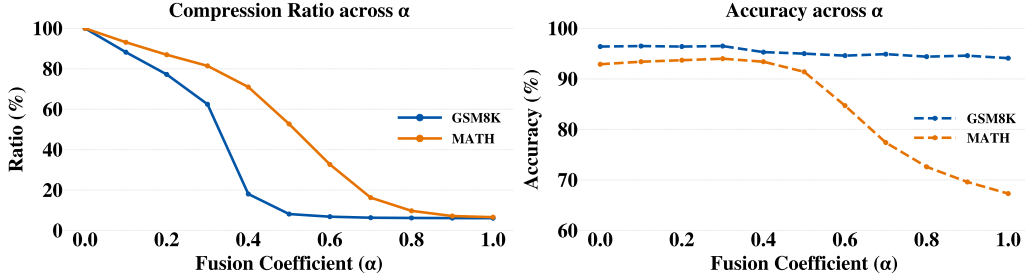 Compression Ratio across α
Ratio (%)
100
80
60
40
20
0
GSM8K
MATH
0.0 0.2 0.4 0.6 0.8 1.0
Fusion Coefficient (α)
Accuracy across α
Accuracy (%)
100
90
80
70
60
GSM8K
MATH
0.0 0.2 0.4 0.6 0.8 1.0
Fusion Coefficient (α)